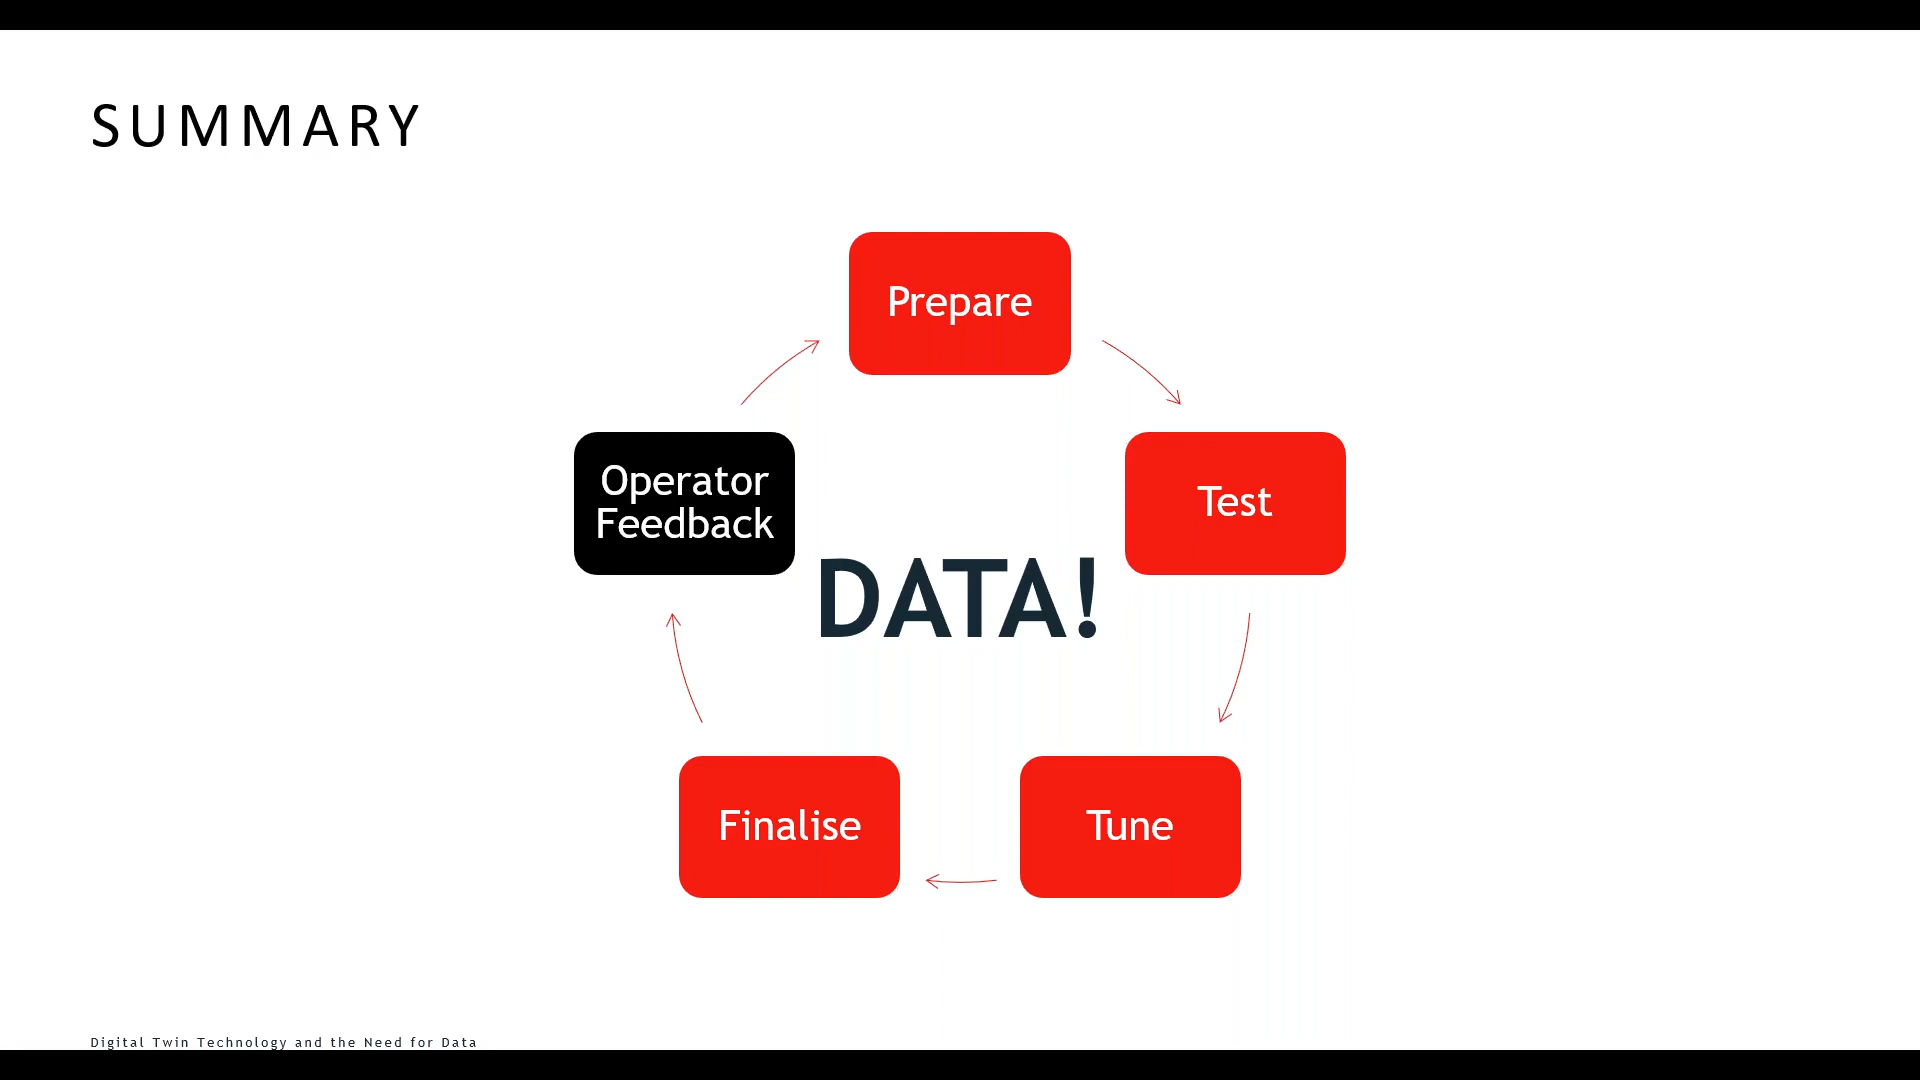 SUMMARY
Prepare
Test
Tune
Finalise
Operator
Feedback
DATA!
Digital Twin Technology and the Need for Data